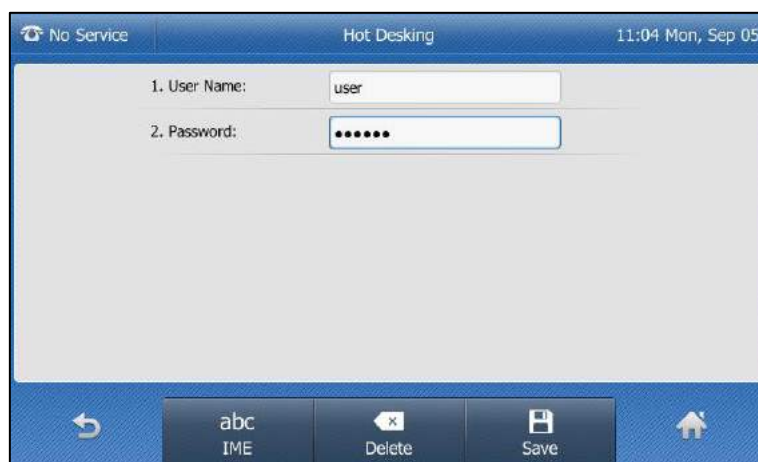 No Service Hot Desking 11:04 Mon, Sep 05
1. User Name: user
2. Password: ••••••
abc
IME Delete Save